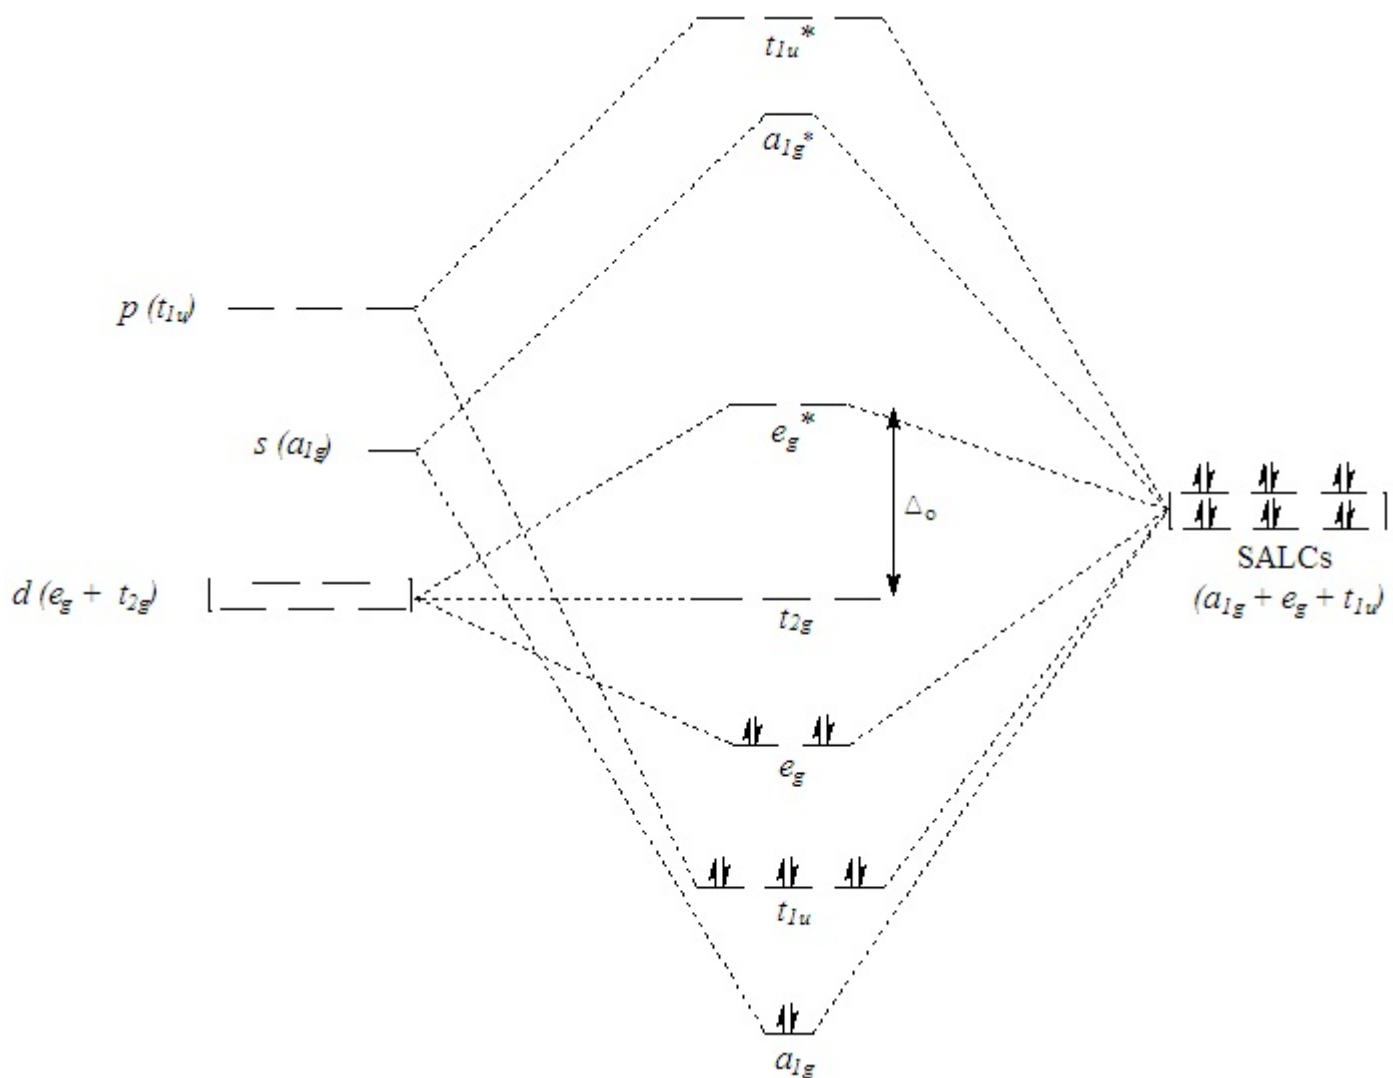 t1u*
a1g*
p (t1u)
eg*
s (a1g)
Δo
SALCs
(a1g + eg + t1u)
d (eg + t2g)
t2g
eg
t1u
a1g